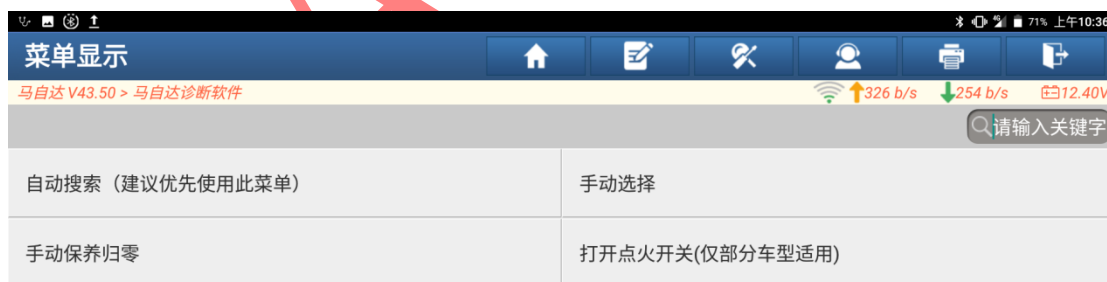 71% 上午10:36
菜单显示
马自达 V43.50 > 马自达诊断软件 326 b/s 254 b/s 12.40V
请输入关键字
自动搜索（建议优先使用此菜单） 手动选择
手动保养归零 打开点火开关(仅部分车型适用)